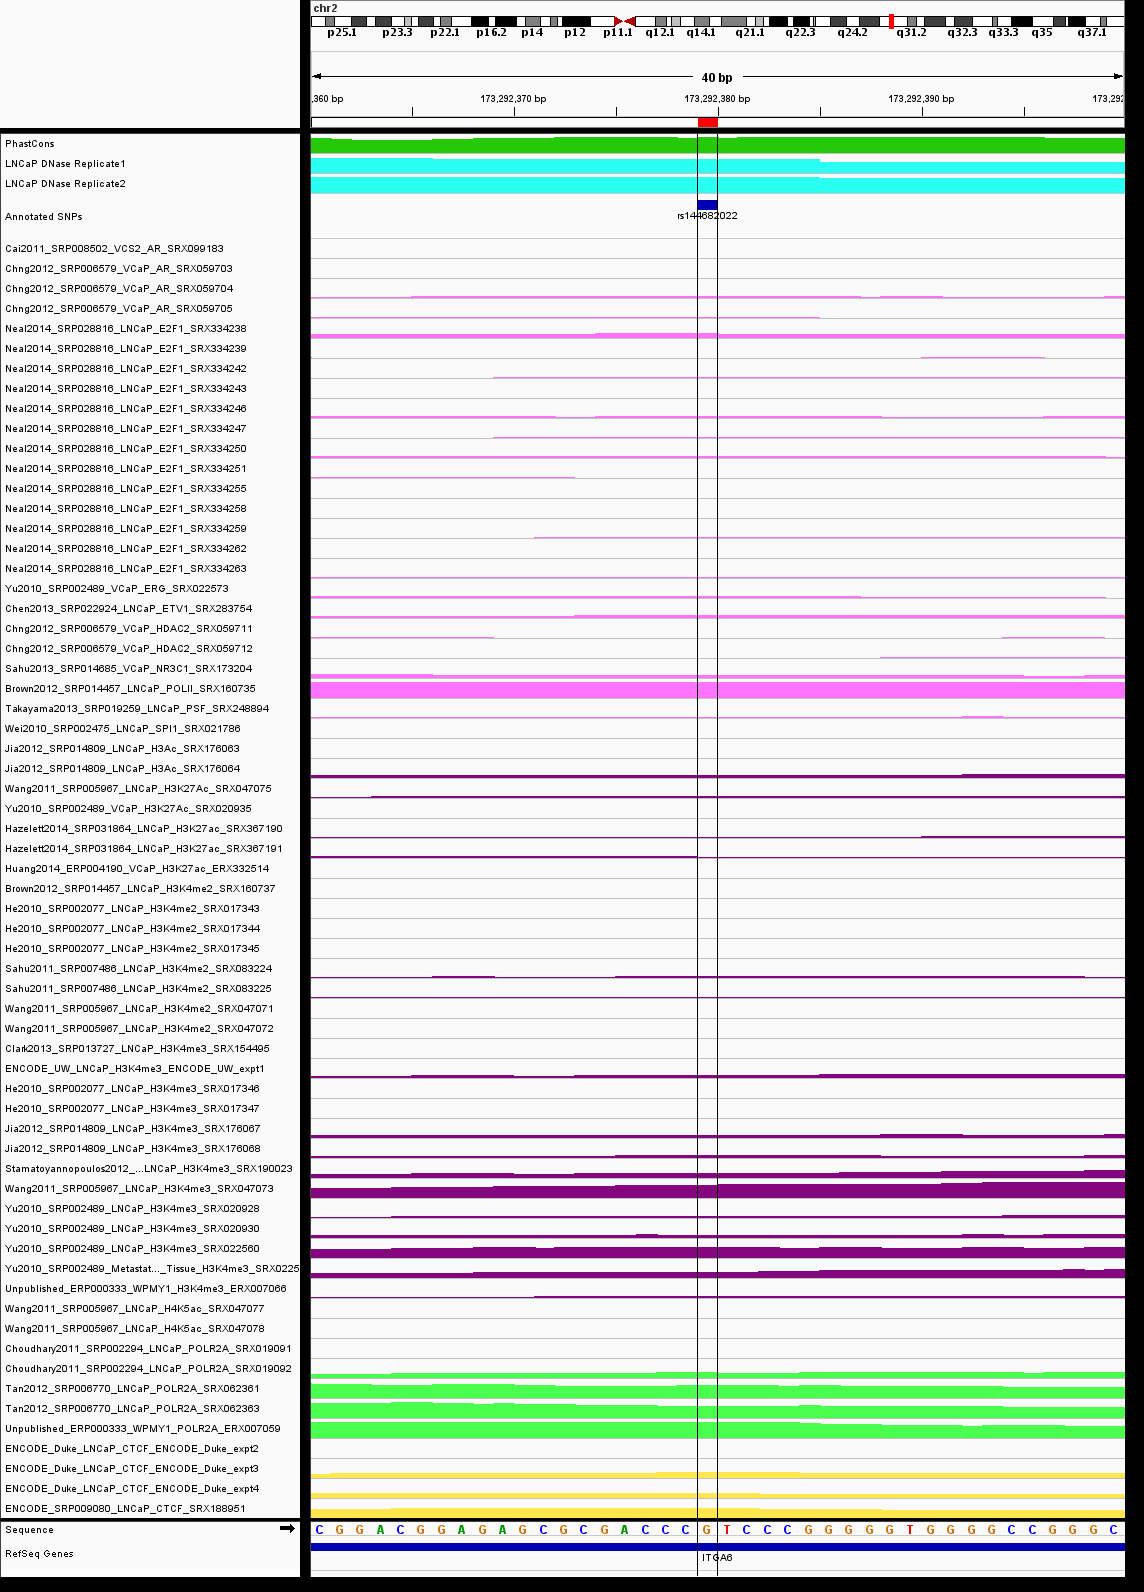 chr2
p25.1 p23.3 p22.1 p16.2 p14 p12 p11.1 q12.1 q14.1 q21.1 q22.3 q24.2 q31.2 q32.3 q33.3 q35 q37.1
40 bp
,360 bp 173,292,370 bp 173,292,380 bp 173,292,390 bp 173,292
PhastCons
LNCaP DNase Replicate1
LNCaP DNase Replicate2
Annotated SNPs rs144682022
Cai2011_SRP008502_VCS2_AR_SRX099183
Chng2012_SRP006579_VCaP_AR_SRX059703
Chng2012_SRP006579_VCaP_AR_SRX059704
Chng2012_SRP006579_VCaP_AR_SRX059705
Neal2014_SRP028816_LNCaP_E2F1_SRX334238
Neal2014_SRP028816_LNCaP_E2F1_SRX334239
Neal2014_SRP028816_LNCaP_E2F1_SRX334242
Neal2014_SRP028816_LNCaP_E2F1_SRX334243
Neal2014_SRP028816_LNCaP_E2F1_SRX334246
Neal2014_SRP028816_LNCaP_E2F1_SRX334247
Neal2014_SRP028816_LNCaP_E2F1_SRX334250
Neal2014_SRP028816_LNCaP_E2F1_SRX334251
Neal2014_SRP028816_LNCaP_E2F1_SRX334255
Neal2014_SRP028816_LNCaP_E2F1_SRX334258
Neal2014_SRP028816_LNCaP_E2F1_SRX334259
Neal2014_SRP028816_LNCaP_E2F1_SRX334262
Neal2014_SRP028816_LNCaP_E2F1_SRX334263
Yu2010_SRP002489_VCaP_ERG_SRX022573
Chen2013_SRP022924_LNCaP_ETV1_SRX283754
Chng2012_SRP006579_VCaP_HDAC2_SRX059711
Chng2012_SRP006579_VCaP_HDAC2_SRX059712
Sahu2013_SRP014685_VCaP_NR3C1_SRX173204
Brown2012_SRP014457_LNCaP_POLII_SRX160735
Takayama2013_SRP019259_LNCaP_PSF_SRX248894
Wei2010_SRP002475_LNCaP_SPI1_SRX021786
Jia2012_SRP014809_LNCaP_H3Ac_SRX176063
Jia2012_SRP014809_LNCaP_H3Ac_SRX176064
Wang2011_SRP005967_LNCaP_H3K27Ac_SRX047075
Yu2010_SRP002489_VCaP_H3K27Ac_SRX020935
Hazelett2014_SRP031864_LNCaP_H3K27ac_SRX367190
Hazelett2014_SRP031864_LNCaP_H3K27ac_SRX367191
Huang2014_ERP004190_VCaP_H3K27ac_ERX332514
Brown2012_SRP014457_LNCaP_H3K4me2_SRX160737
He2010_SRP002077_LNCaP_H3K4me2_SRX017343
He2010_SRP002077_LNCaP_H3K4me2_SRX017344
He2010_SRP002077_LNCaP_H3K4me2_SRX017345
Sahu2011_SRP007486_LNCaP_H3K4me2_SRX083224
Sahu2011_SRP007486_LNCaP_H3K4me2_SRX083225
Wang2011_SRP005967_LNCaP_H3K4me2_SRX047071
Wang2011_SRP005967_LNCaP_H3K4me2_SRX047072
Clark2013_SRP013727_LNCaP_H3K4me3_SRX154495
ENCODE_UW_LNCaP_H3K4me3_ENCODE_UW_expt1
He2010_SRP002077_LNCaP_H3K4me3_SRX017346
He2010_SRP002077_LNCaP_H3K4me3_SRX017347
Jia2012_SRP014809_LNCaP_H3K4me3_SRX176067
Jia2012_SRP014809_LNCaP_H3K4me3_SRX176068
Stamatoyannopoulos2012_..._LNCaP_H3K4me3_SRX190023
Wang2011_SRP005967_LNCaP_H3K4me3_SRX047073
Yu2010_SRP002489_LNCaP_H3K4me3_SRX020928
Yu2010_SRP002489_LNCaP_H3K4me3_SRX020930
Yu2010_SRP002489_LNCaP_H3K4me3_SRX022560
Yu2010_SRP002489_Metastat..._Tissue_H3K4me3_SRX0225
Unpublished_ERP000333_WPMY1_H3K4me3_ERX007066
Wang2011_SRP005967_LNCaP_H4K5ac_SRX047077
Wang2011_SRP005967_LNCaP_H4K5ac_SRX047078
Choudhary2011_SRP002294_LNCaP_POLR2A_SRX019091
Choudhary2011_SRP002294_LNCaP_POLR2A_SRX019092
Tan2012_SRP006770_LNCaP_POLR2A_SRX062361
Tan2012_SRP006770_LNCaP_POLR2A_SRX062363
Unpublished_ERP000333_WPMY1_POLR2A_ERX007059
ENCODE_Duke_LNCaP_CTCF_ENCODE_Duke_expt2
ENCODE_Duke_LNCaP_CTCF_ENCODE_Duke_expt3
ENCODE_Duke_LNCaP_CTCF_ENCODE_Duke_expt4
ENCODE_SRP009080_LNCaP_CTCF_SRX188951
Sequence C G G A C G G A G A G C G C G A C C C G T C C C G G G G G T G G G G C C G G G C
RefSeq Genes ITGA6